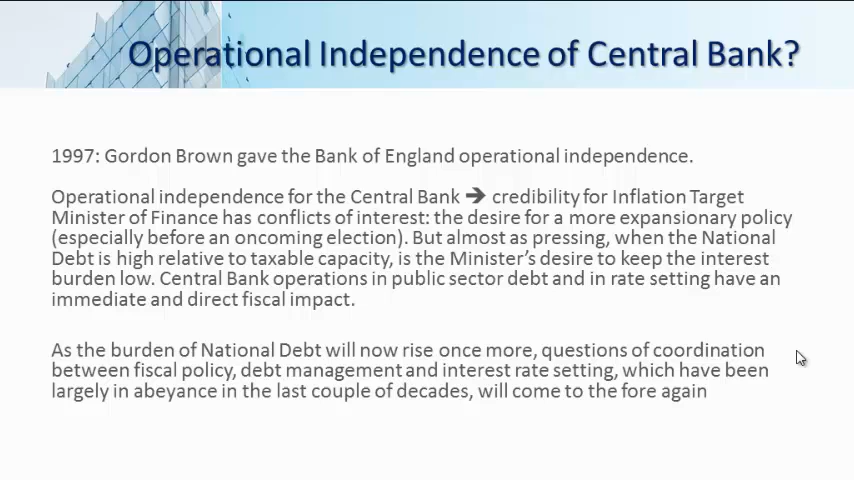 Operational Independence of Central Bank?
1997: Gordon Brown gave the Bank of England operational independence.
Operational independence for the Central Bank ➔ credibility for Inflation Target
Minister of Finance has conflicts of interest: the desire for a more expansionary policy
(especially before an oncoming election). But almost as pressing, when the National
Debt is high relative to taxable capacity, is the Minister's desire to keep the interest
burden low. Central Bank operations in public sector debt and in rate setting have an
immediate and direct fiscal impact.
As the burden of National Debt will now rise once more, questions of coordination
between fiscal policy, debt management and interest rate setting, which have been
largely in abeyance in the last couple of decades, will come to the fore again